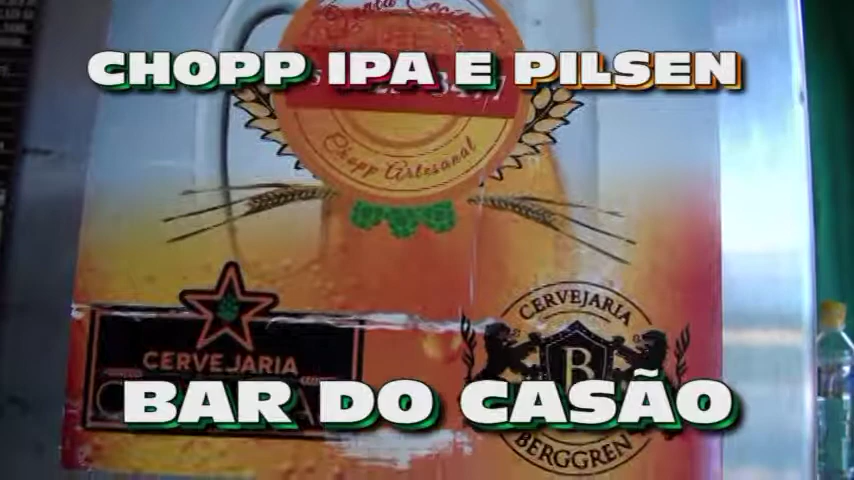 CHOPP IPA E PILSEN
Chopp Artesanal
CERVEJARIA
CERVEJARIA
B
BAR DO CASÃO
BERGGREN